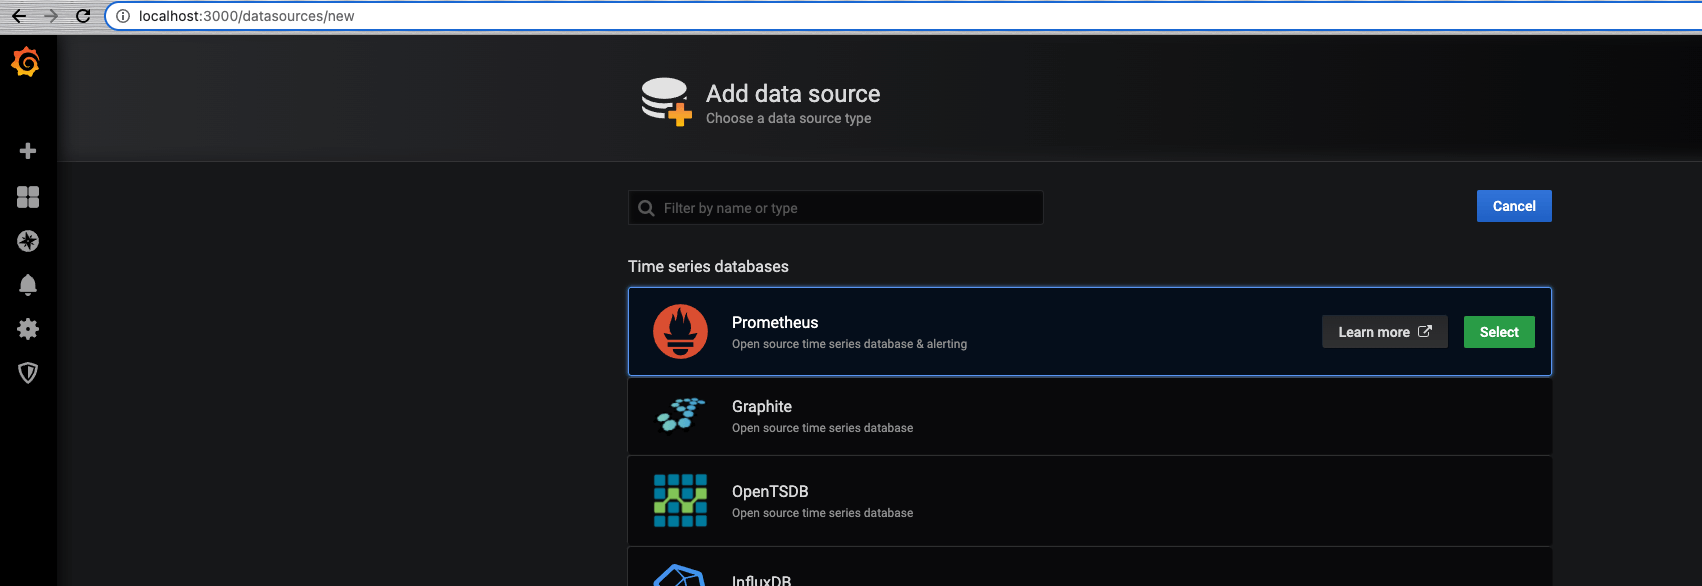 localhost:3000/datasources/new
Add data source
Choose a data source type
Filter by name or type
Cancel
Time series databases
Prometheus
Open source time series database & alerting
Learn more
Select
Graphite
Open source time series database
OpenTSDB
Open source time series database
InfluxDB